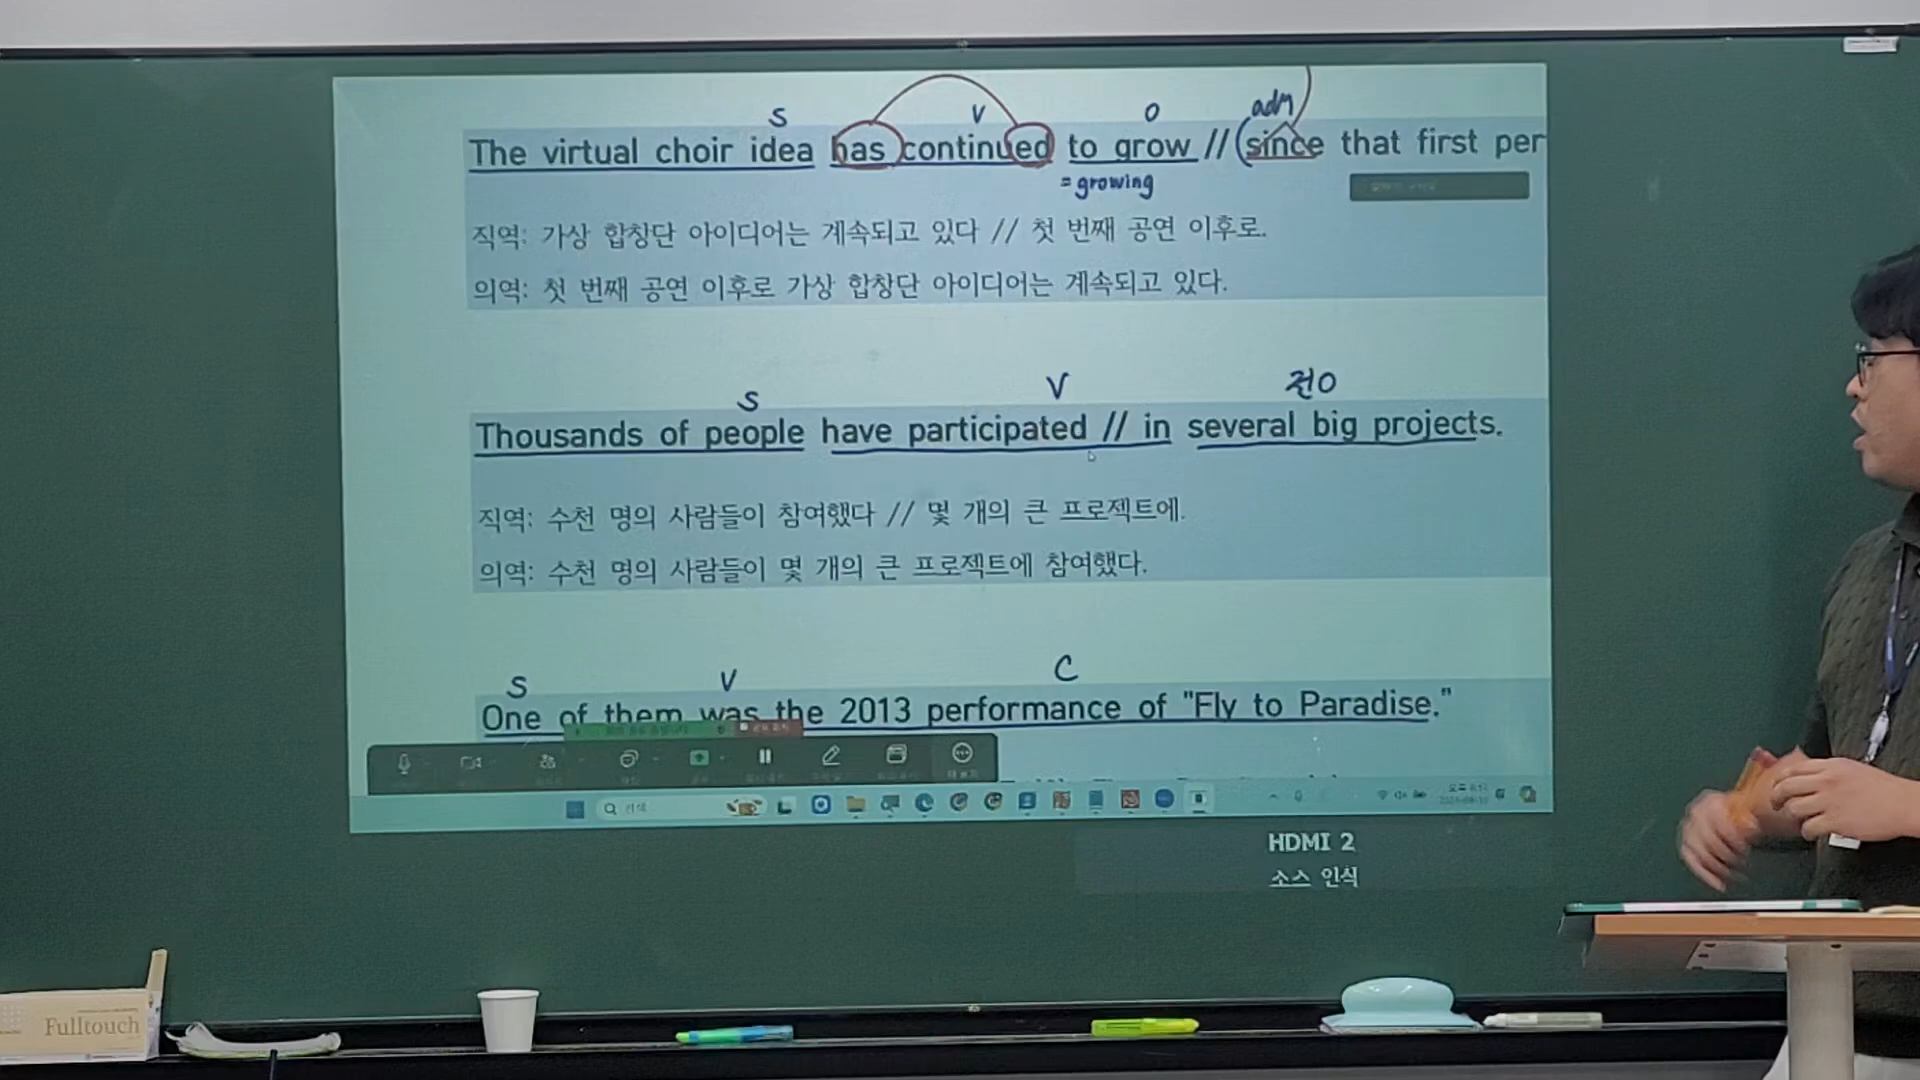 S V O adv
The virtual choir idea has continued to grow // (since that first per
= growing
직역: 가상 합창단 아이디어는 계속되고 있다 // 첫 번째 공연 이후로.
의역: 첫 번째 공연 이후로 가상 합창단 아이디어는 계속되고 있다.
S V 전O
Thousands of people have participated // in several big projects.
직역: 수천 명의 사람들이 참여했다 // 몇 개의 큰 프로젝트에.
의역: 수천 명의 사람들이 몇 개의 큰 프로젝트에 참여했다.
S V C
One of them was the 2013 performance of "Fly to Paradise."
검색
HDMI 2
소스 인식
Fulltouch